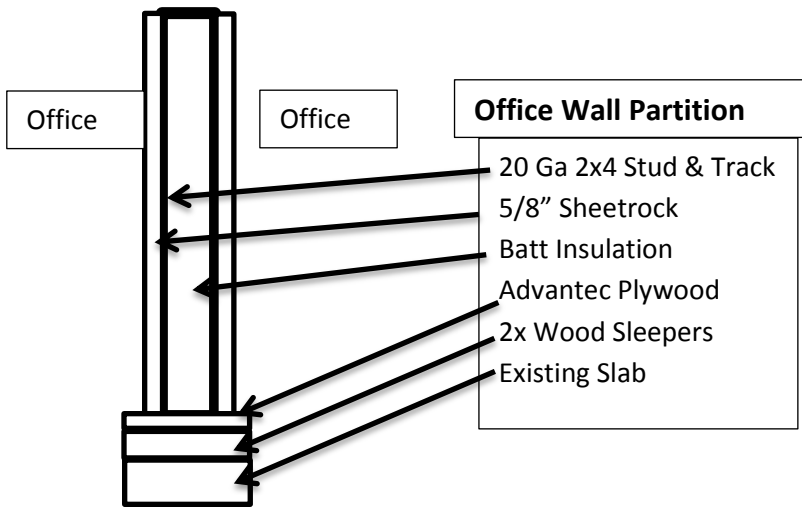 Office
Office
Office Wall Partition
20 Ga 2x4 Stud & Track
5/8” Sheetrock
Batt Insulation
Advantec Plywood
2x Wood Sleepers
Existing Slab